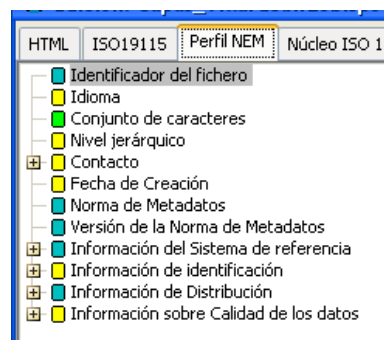 HTML ISO19115 Perfil NEM Núcleo ISO 1
Identificador del fichero
Idioma
Conjunto de caracteres
Nivel jerárquico
Contacto
Fecha de Creación
Norma de Metadatos
Versión de la Norma de Metadatos
Información del Sistema de referencia
Información de identificación
Información de Distribución
Información sobre Calidad de los datos